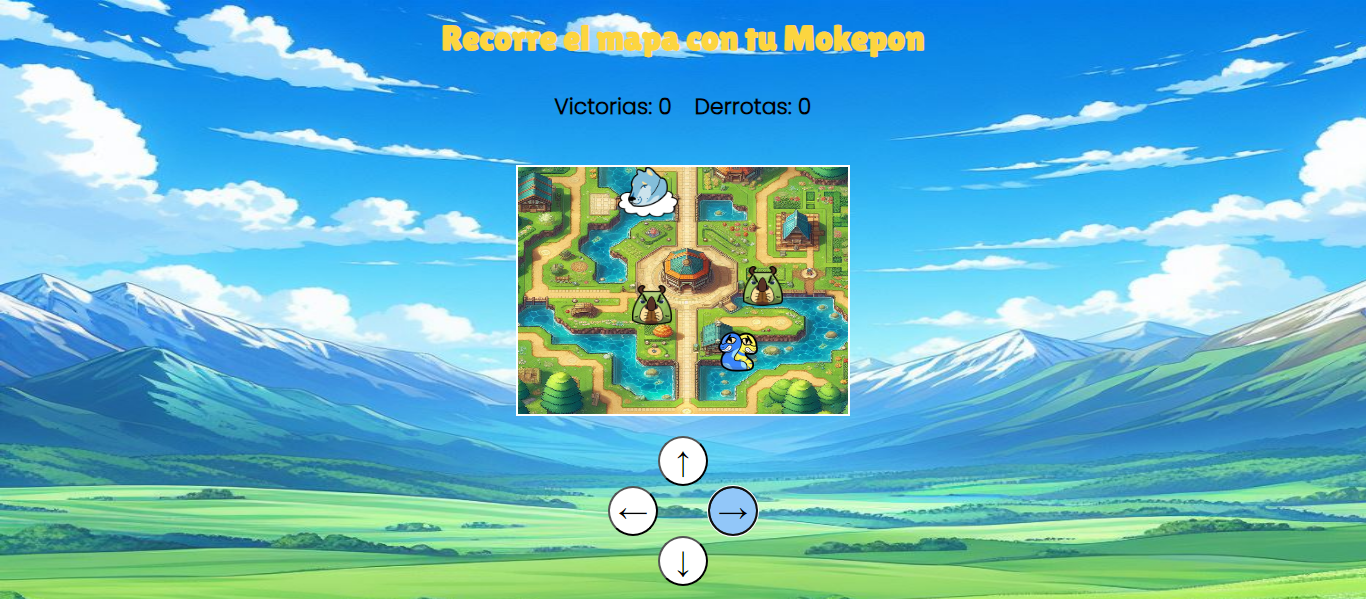 Recorre el mapa con tu Mokepon
Victorias: 0 Derrotas: 0
↑
← →
↓